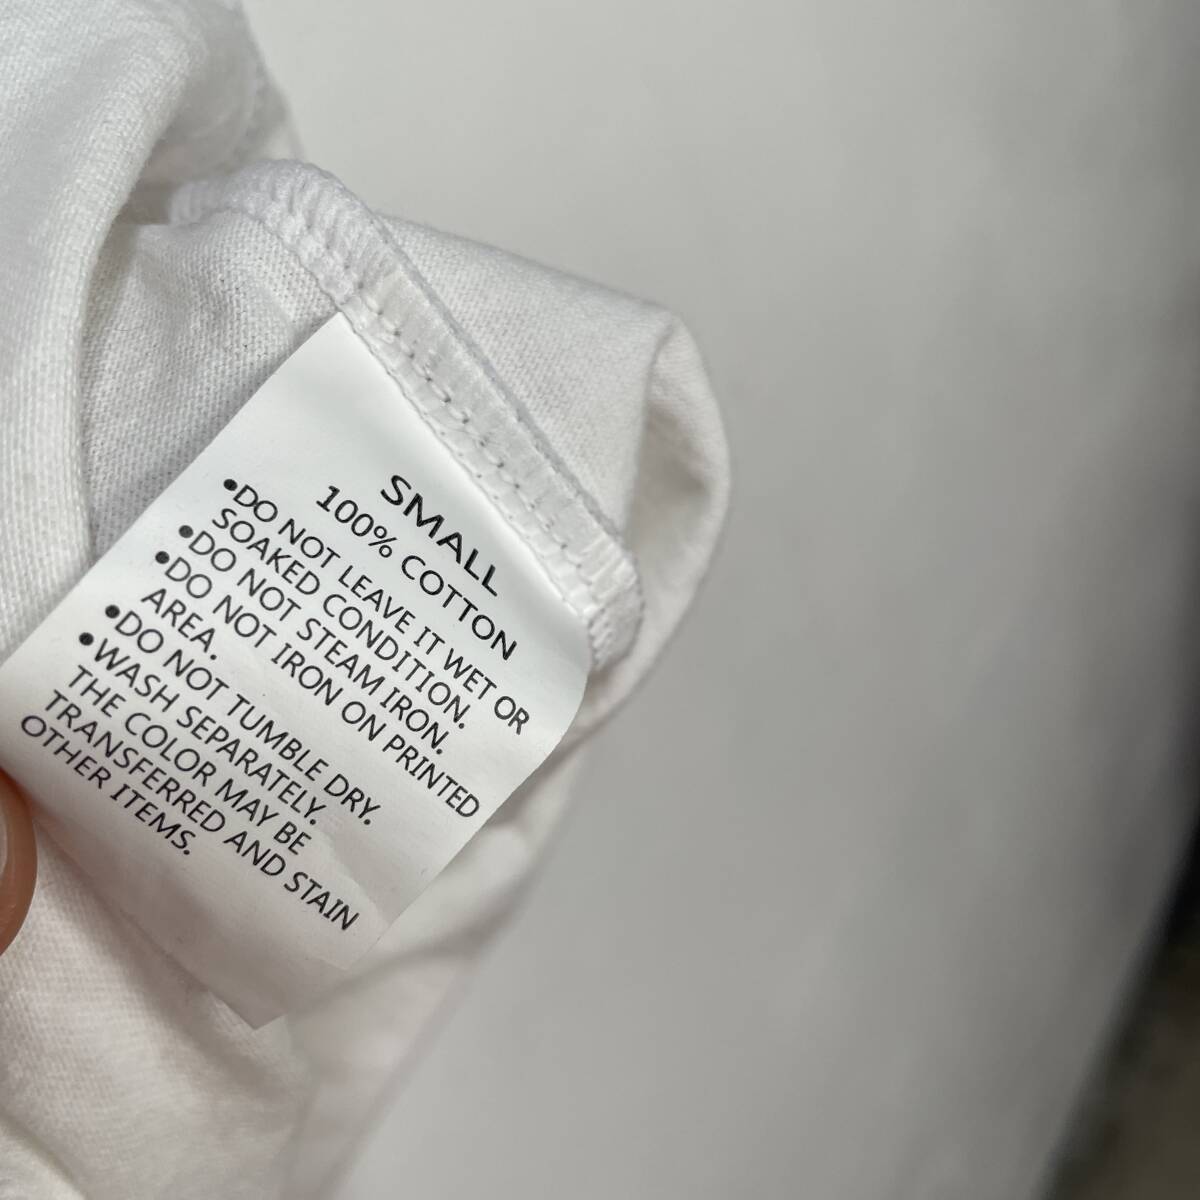 SMALL
100% COTTON
•DO NOT LEAVE IT WET OR
SOAKED CONDITION.
•DO NOT STEAM IRON.
•DO NOT IRON ON PRINTED
AREA.
•DO NOT TUMBLE DRY.
•WASH SEPARATELY.
THE COLOR MAY BE
TRANSFERRED AND STAIN
OTHER ITEMS.